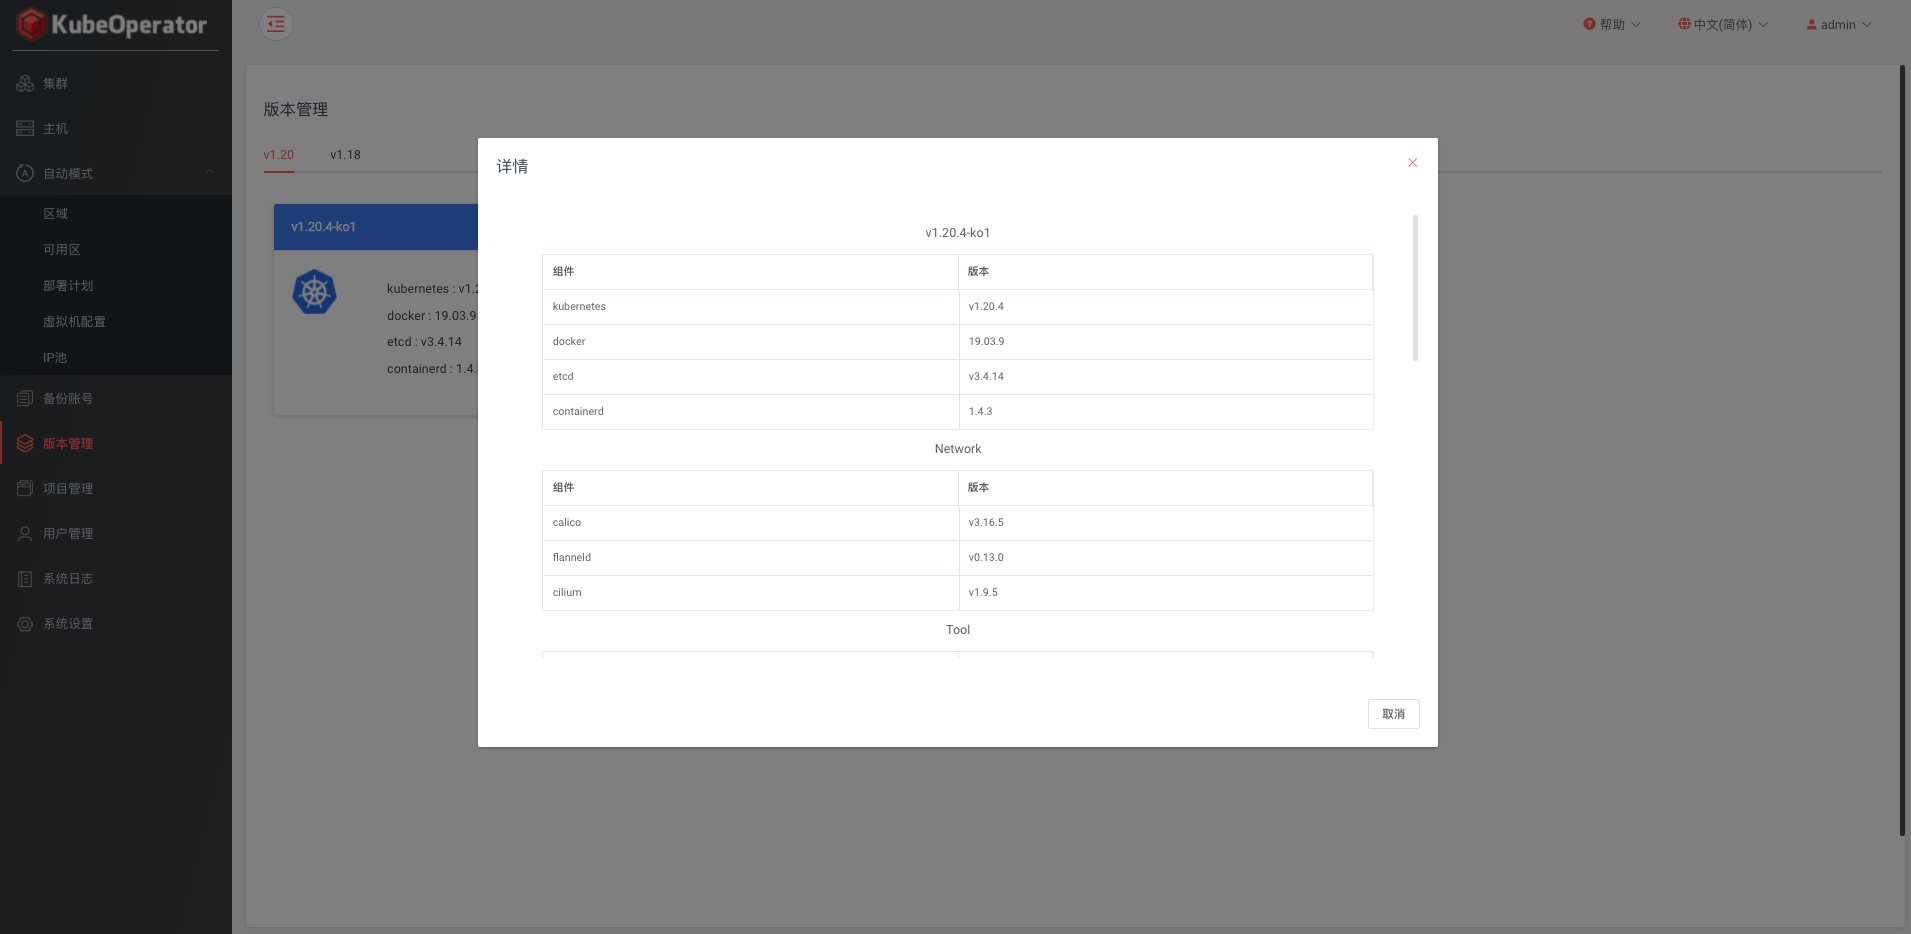 KubeOperator
帮助
中文(简体)
admin
集群
主机
自动模式
区域
可用区
部署计划
虚拟机配置
IP池
备份账号
版本管理
项目管理
用户管理
系统日志
系统设置
版本管理
v1.20
v1.18
v1.20.4-ko1
kubernetes : v1.2
docker : 19.03.9
etcd : v3.4.14
containerd : 1.4.
详情
v1.20.4-ko1
组件 版本
kubernetes v1.20.4
docker 19.03.9
etcd v3.4.14
containerd 1.4.3
Network
组件 版本
calico v3.16.5
flanneld v0.13.0
cilium v1.9.5
Tool
取消